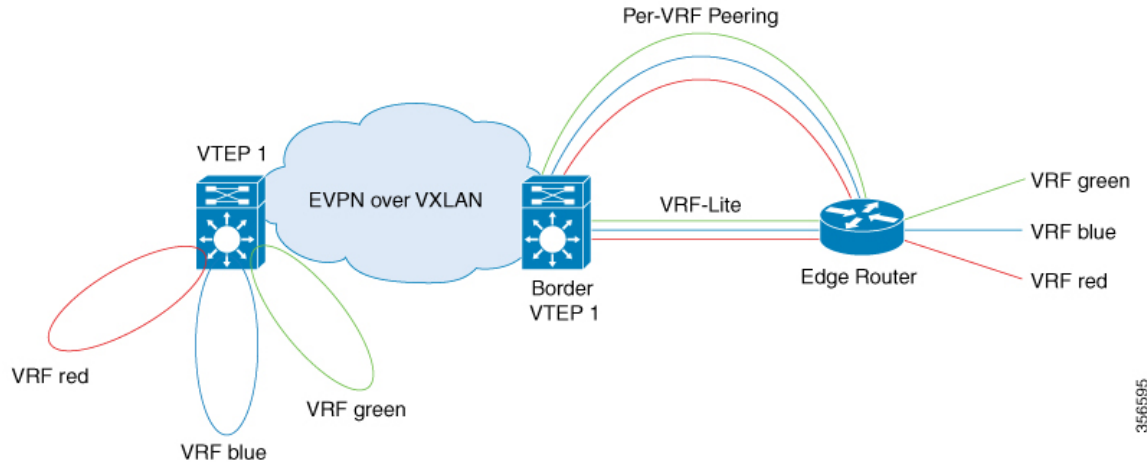 Per-VRF Peering
VTEP 1
EVPN over VXLAN
VRF-Lite
VRF green
VRF blue
VRF red
Edge Router
Border
VTEP 1
VRF red
VRF green
VRF blue
356595